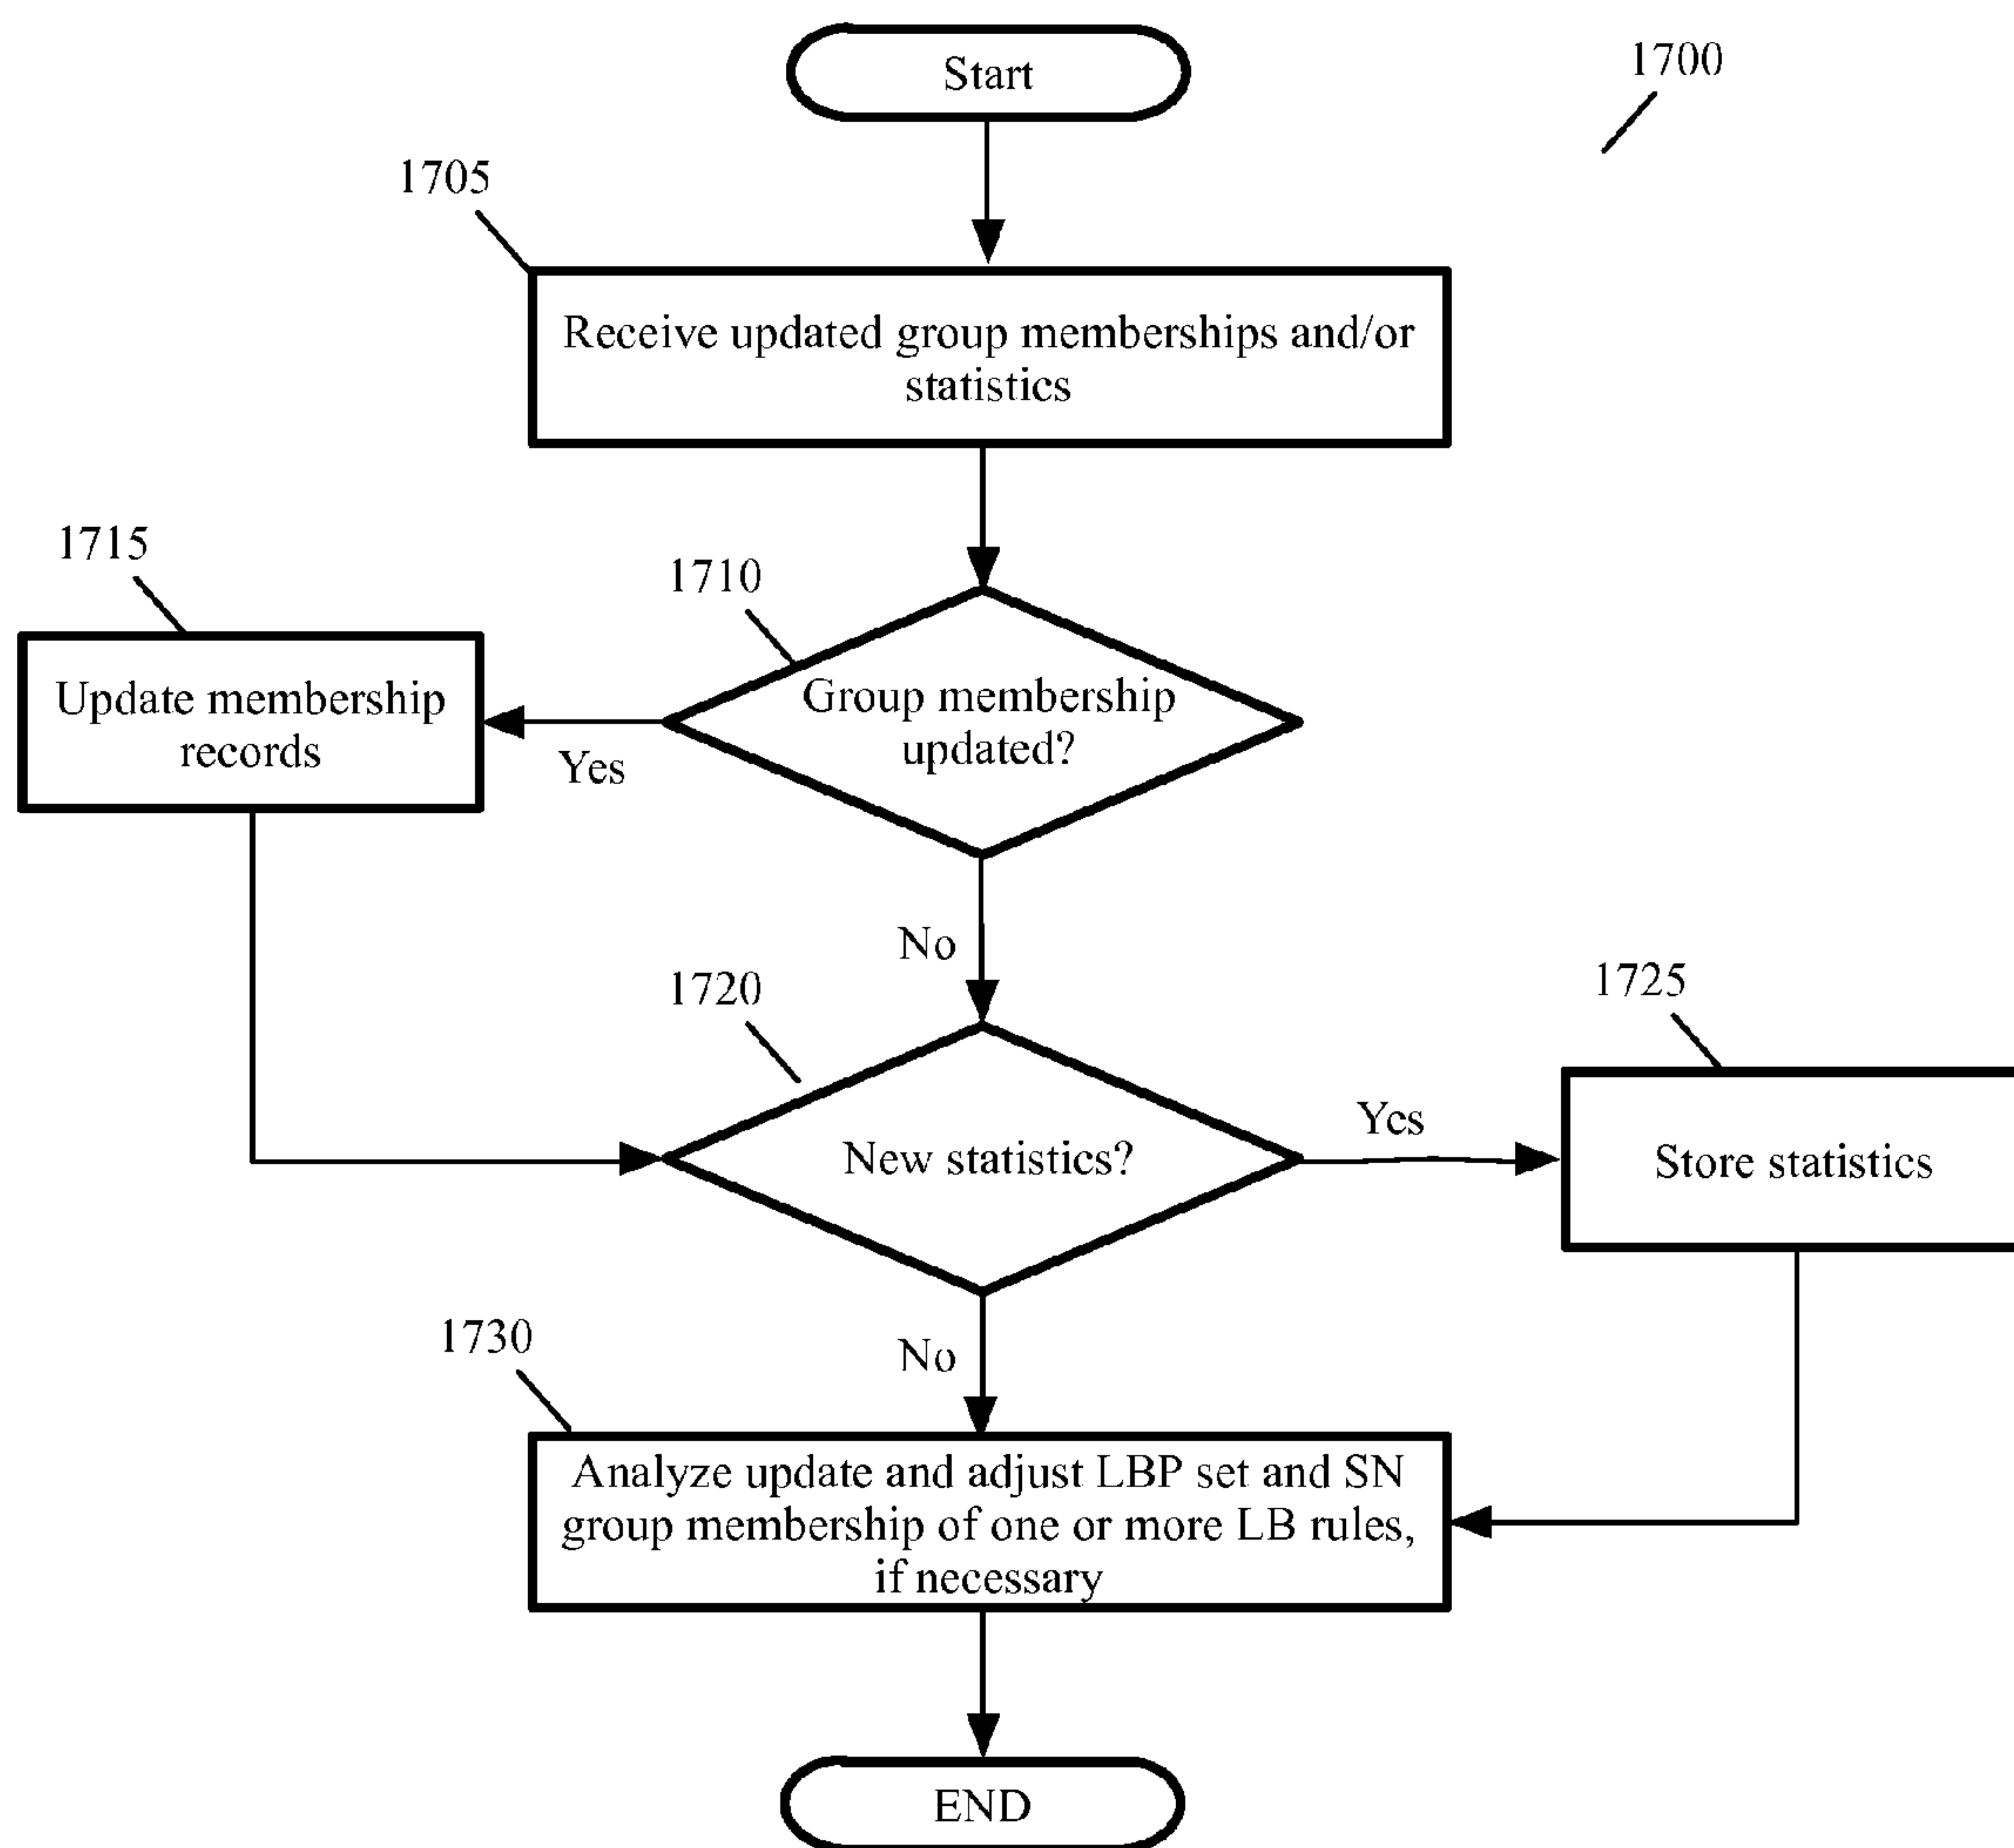 Start
1700
1705
Receive updated group memberships and/or
statistics
1715
1710
Update membership
records
Group membership
updated?
Yes
No
1720
1725
New statistics?
Yes
Store statistics
1730
No
Analyze update and adjust LBP set and SN
group membership of one or more LB rules,
if necessary
END